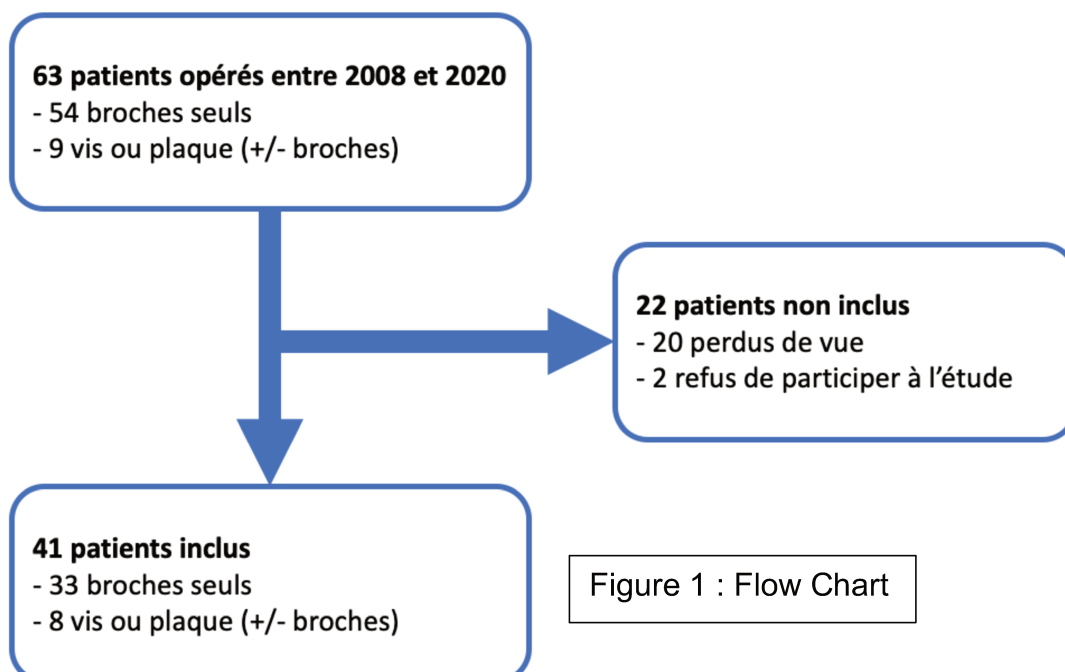 63 patients opérés entre 2008 et 2020
- 54 broches seuls
- 9 vis ou plaque (+/- broches)
22 patients non inclus
- 20 perdus de vue
- 2 refus de participer à l’étude
41 patients inclus
- 33 broches seuls
- 8 vis ou plaque (+/- broches)
Figure 1 : Flow Chart